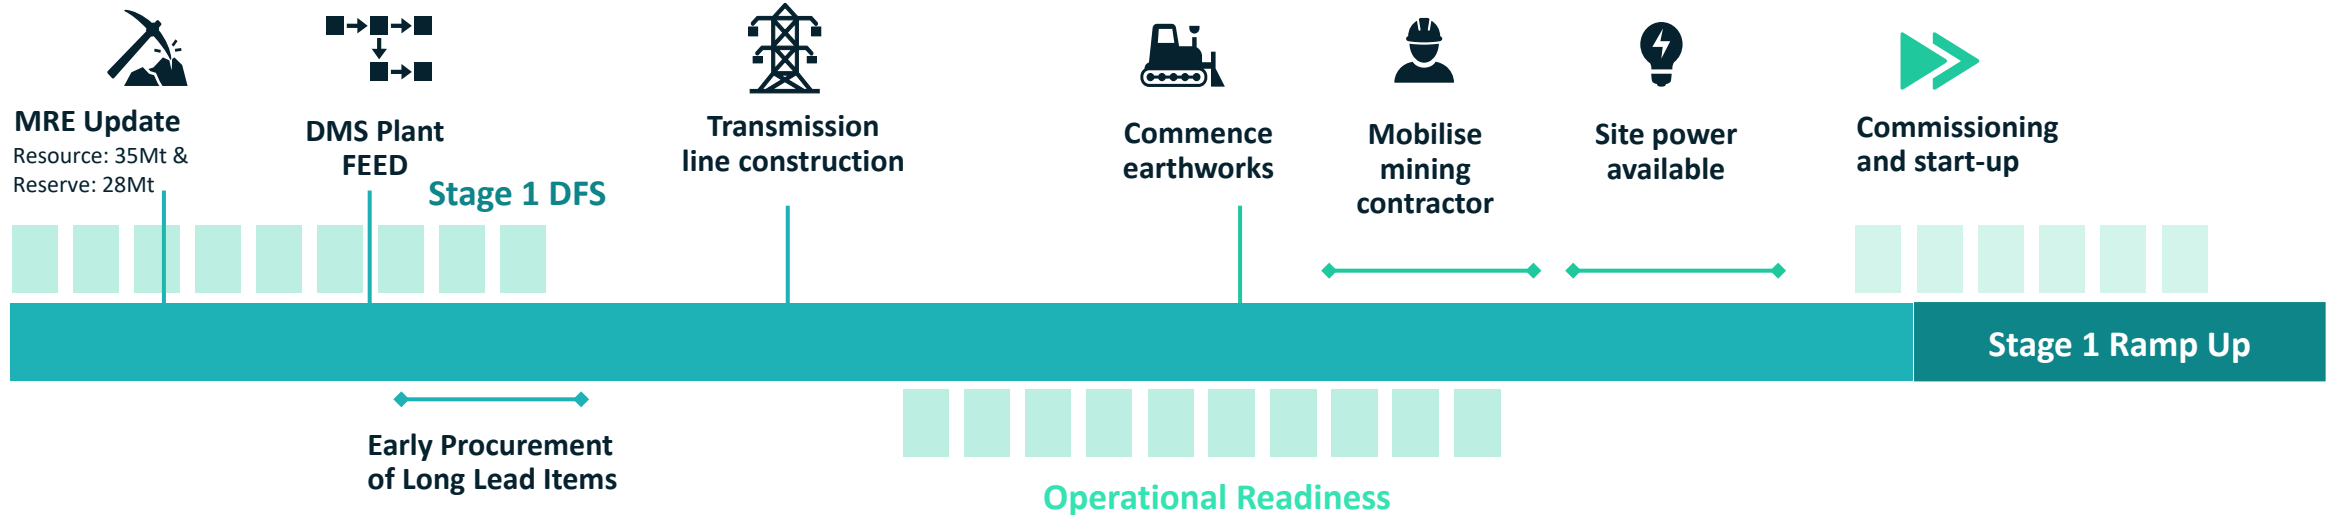 MRE Update
Resource: 35Mt &
Reserve: 28Mt
DMS Plant
FEED
Stage 1 DFS
Transmission
line construction
Commence
earthworks
Mobilise
mining
contractor
Site power
available
Commissioning
and start-up
Stage 1 Ramp Up
Early Procurement
of Long Lead Items
Operational Readiness